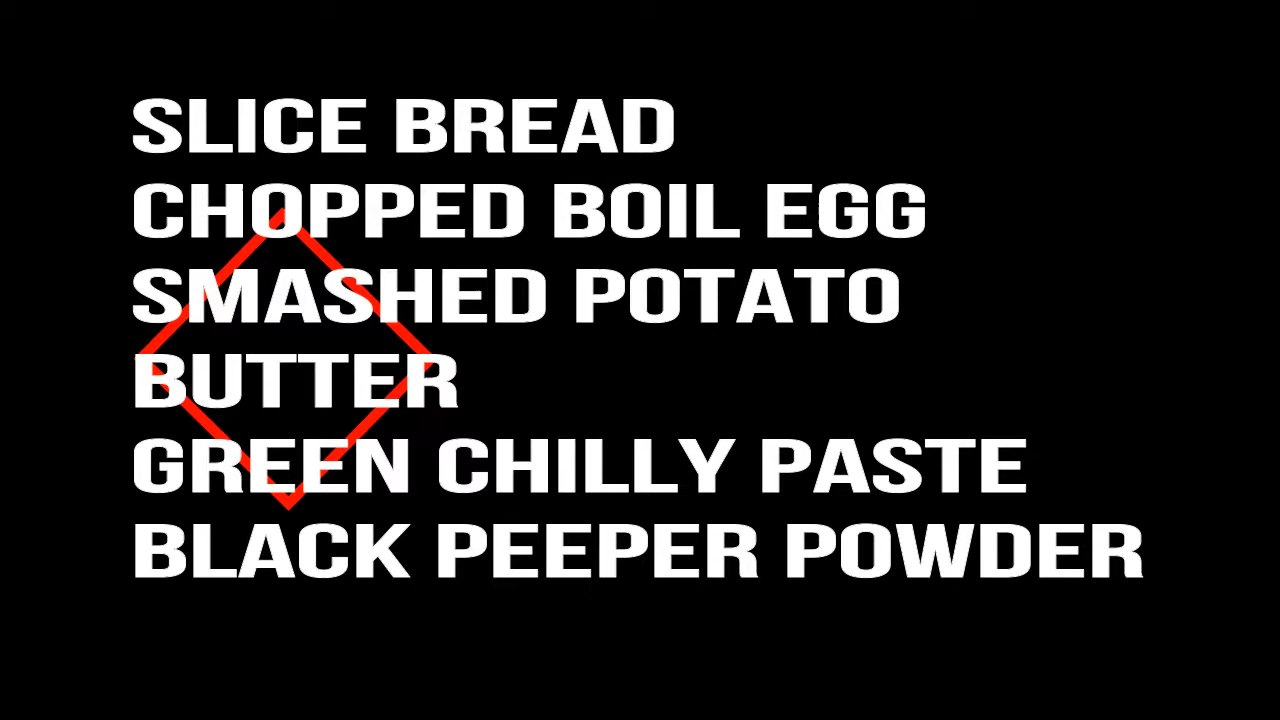 SLICE BREAD
CHOPPED BOIL EGG
SMASHED POTATO
BUTTER
GREEN CHILLY PASTE
BLACK PEEPER POWDER